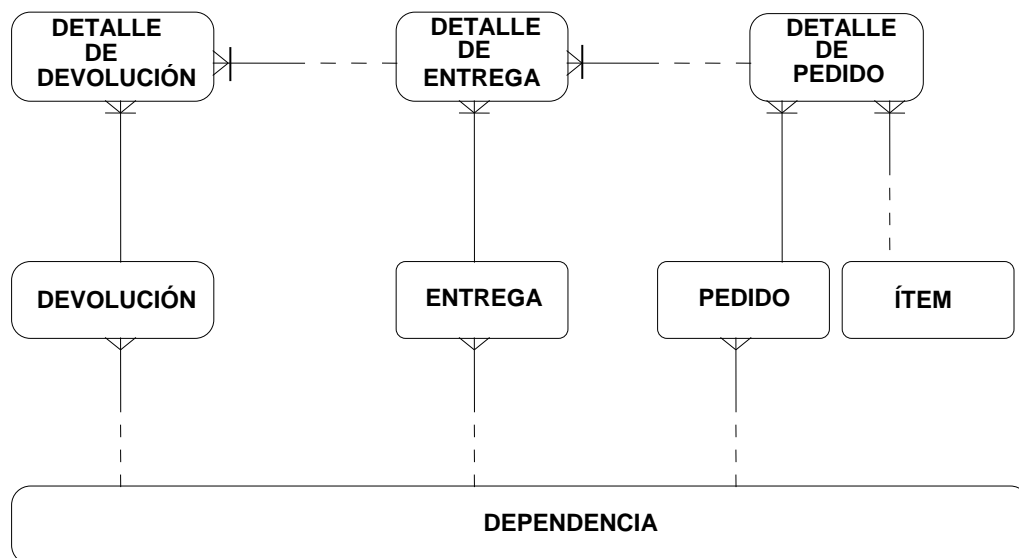 DETALLE
DE
DEVOLUCIÓN
DETALLE
DE
ENTREGA
DETALLE
DE
PEDIDO
DEVOLUCIÓN
ENTREGA
PEDIDO
ÍTEM
DEPENDENCIA